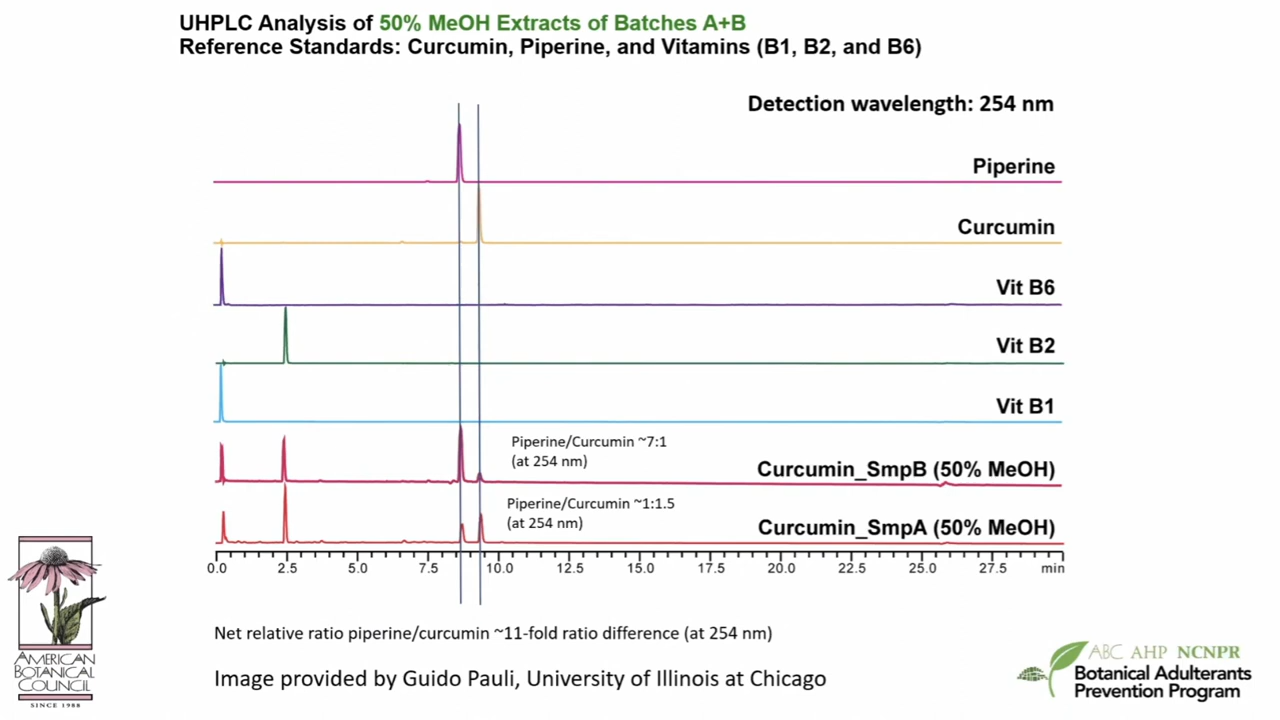 UHPLC Analysis of 50% MeOH Extracts of Batches A+B
Reference Standards: Curcumin, Piperine, and Vitamins (B1, B2, and B6)
Detection wavelength: 254 nm
Piperine
Curcumin
Vit B6
Vit B2
Vit B1
Piperine/Curcumin ~7:1
(at 254 nm)
Curcumin_SmpB (50% MeOH)
Piperine/Curcumin ~1:1.5
(at 254 nm)
Curcumin_SmpA (50% MeOH)
0.0 2.5 5.0 7.5 10.0 12.5 15.0 17.5 20.0 22.5 25.0 27.5 min
Net relative ratio piperine/curcumin ~11-fold ratio difference (at 254 nm)
Image provided by Guido Pauli, University of Illinois at Chicago
AMERICAN
BOTANICAL
COUNCIL
SINCE 1988
ABC AHP NCNPR
Botanical Adulterants
Prevention Program